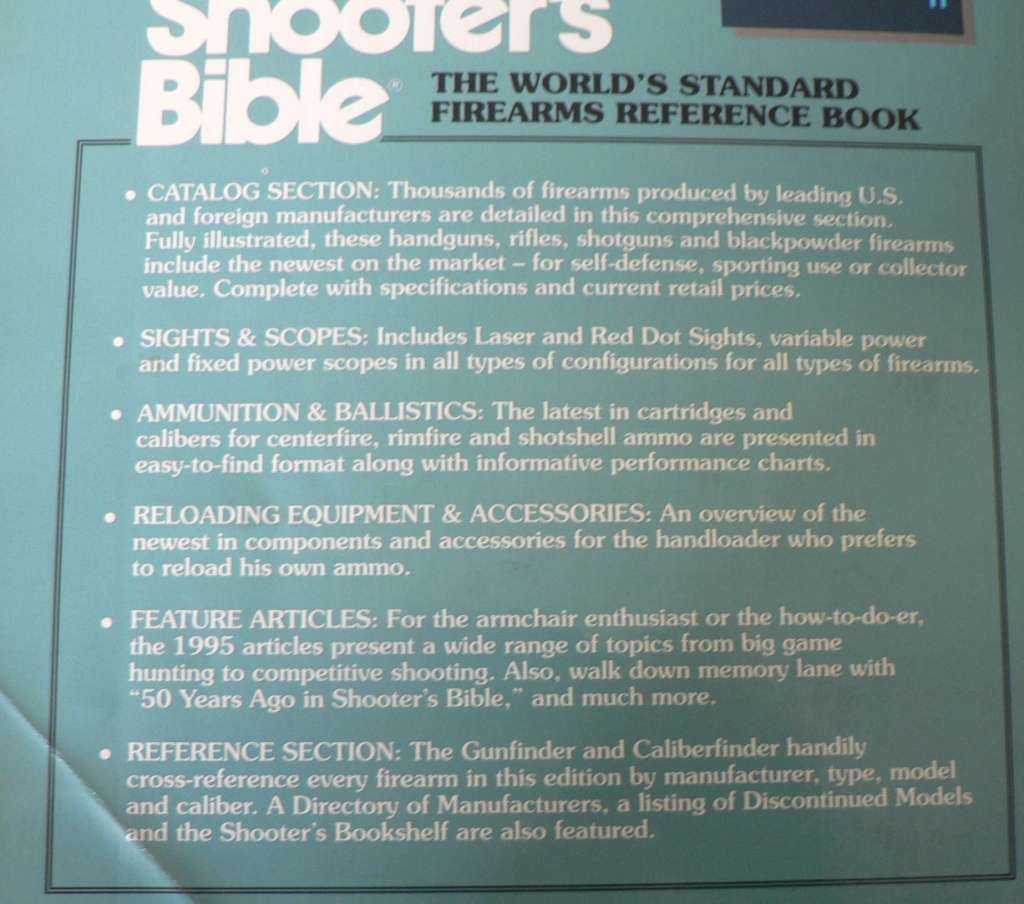 Shooter's
Bible®
THE WORLD'S STANDARD
FIREARMS REFERENCE BOOK
• CATALOG SECTION: Thousands of firearms produced by leading U.S.
and foreign manufacturers are detailed in this comprehensive section.
Fully illustrated, these handguns, rifles, shotguns and blackpowder firearms
include the newest on the market – for self-defense, sporting use or collector
value. Complete with specifications and current retail prices.
• SIGHTS & SCOPES: Includes Laser and Red Dot Sights, variable power
and fixed power scopes in all types of configurations for all types of firearms.
• AMMUNITION & BALLISTICS: The latest in cartridges and
calibers for centerfire, rimfire and shotshell ammo are presented in
easy-to-find format along with informative performance charts.
• RELOADING EQUIPMENT & ACCESSORIES: An overview of the
newest in components and accessories for the handloader who prefers
to reload his own ammo.
• FEATURE ARTICLES: For the armchair enthusiast or the how-to-do-er,
the 1995 articles present a wide range of topics from big game
hunting to competitive shooting. Also, walk down memory lane with
"50 Years Ago in Shooter's Bible," and much more.
• REFERENCE SECTION: The Gunfinder and Caliberfinder handily
cross-reference every firearm in this edition by manufacturer, type, model
and caliber. A Directory of Manufacturers, a listing of Discontinued Models
and the Shooter's Bookshelf are also featured.